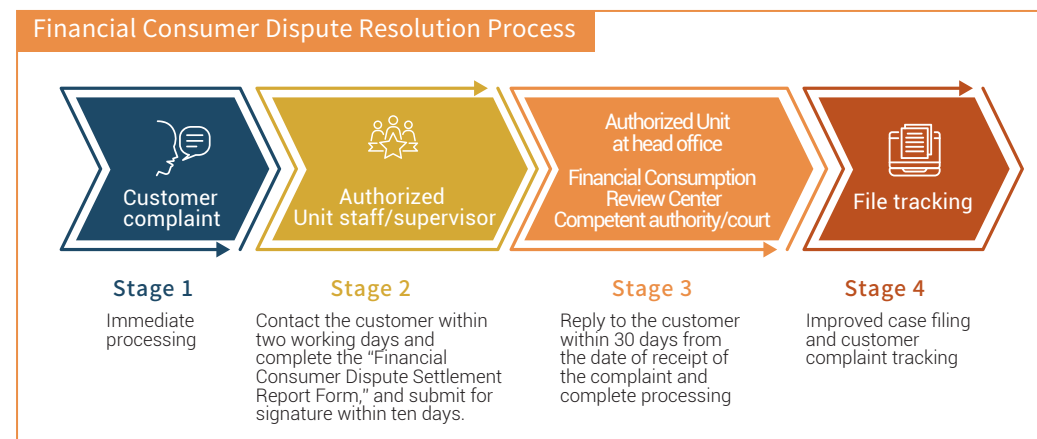 Financial Consumer Dispute Resolution Process
Customer
complaint
Authorized
Unit staff/supervisor
Authorized Unit
at head office
Financial Consumption
Review Center
Competent authority/court
File tracking
Stage 1
Immediate
processing
Stage 2
Contact the customer within
two working days and
complete the “Financial
Consumer Dispute Settlement
Report Form,” and submit for
signature within ten days.
Stage 3
Reply to the customer
within 30 days from
the date of receipt of
the complaint and
complete processing
Stage 4
Improved case filing
and customer
complaint tracking